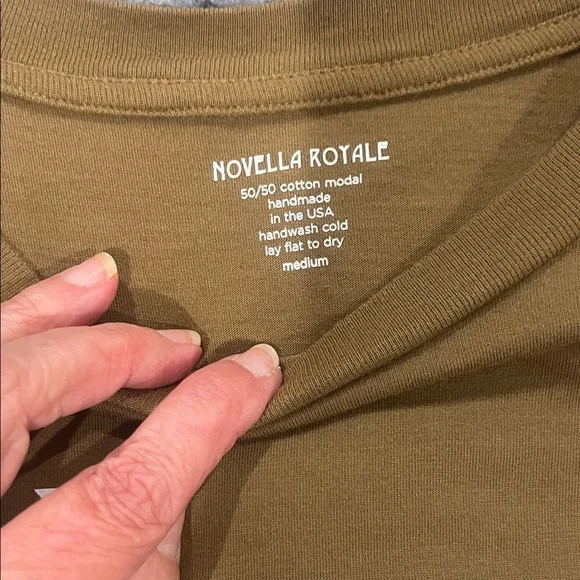 NOVELLA ROYALE
50/50 cotton modal
handmade
in the USA
handwash cold
lay flat to dry
medium